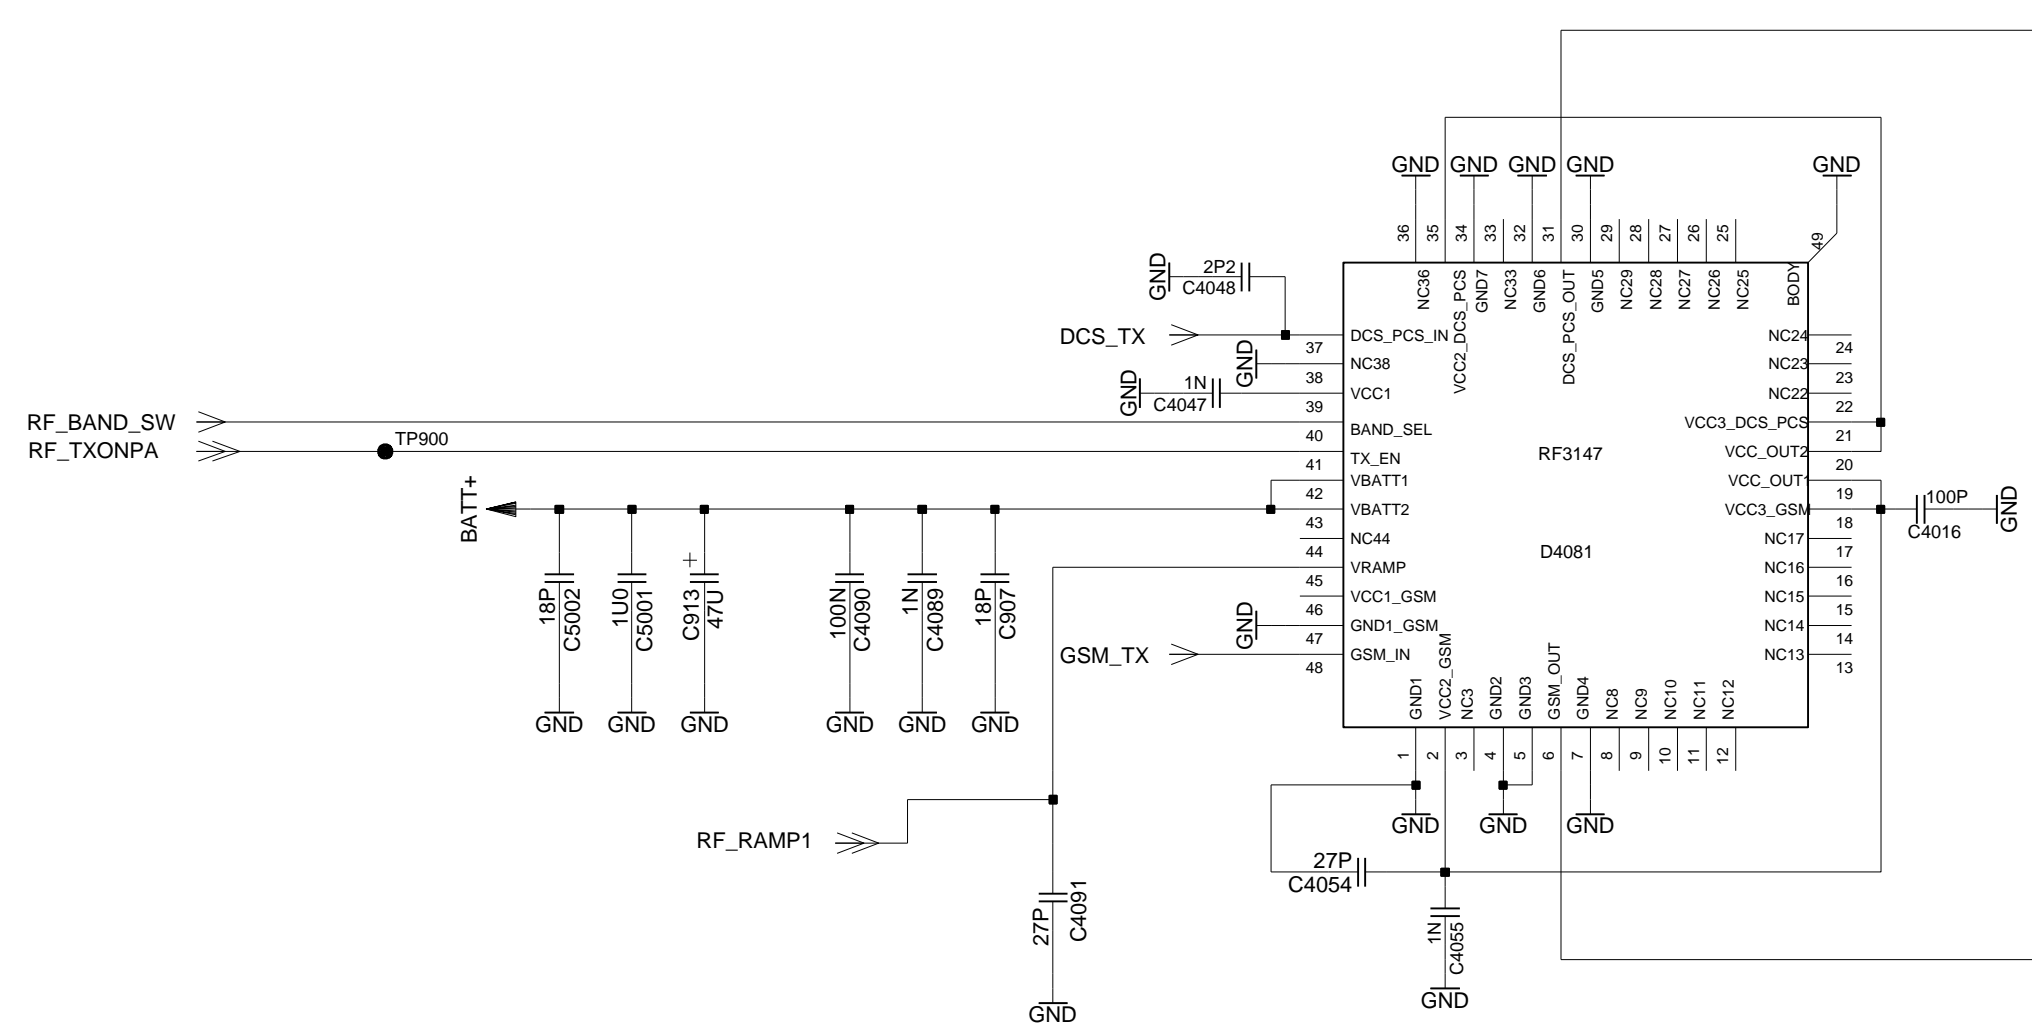 GND GND GND GND GND
36 35 34 33 32 31 30 29 28 27 26 25 49
NC36 VCC2_DCS_PCS GND7 NC33 GND6 DCS_PCS_OUT GND5 NC29 NC28 NC27 NC26 NC25 BODY
GND 2P2 C4048
DCS_TX
DCS_PCS_IN
37
GND
NC38
38
GND 1N C4047
VCC1
39
RF_BAND_SW
BAND_SEL
40
RF_TXONPA
TP900
TX_EN
41
VBATT1
42
BATT+
VBATT2
43
NC44
44
VRAMP
45
VCC1_GSM
46
GND
GND1_GSM
47
GSM_TX
GSM_IN
48
RF3147
D4081
NC24
24
NC23
23
NC22
22
VCC3_DCS_PCS
21
VCC_OUT2
20
VCC_OUT1
19
VCC3_GSM
18
100P
C4016
GND
NC17
17
NC16
16
NC15
15
NC14
14
NC13
13
18P C5002
1U0 C5001
+
C913 47U
100N C4090
1N C4089
18P C907
GND GND GND GND GND GND
GND1 VCC2_GSM NC3 GND2 GND3 GSM_OUT GND4 NC8 NC9 NC10 NC11 NC12
1 2 3 4 5 6 7 8 9 10 11 12
GND GND GND
RF_RAMP1
27P
C4054
27P C4091
1N C4055
GND
GND